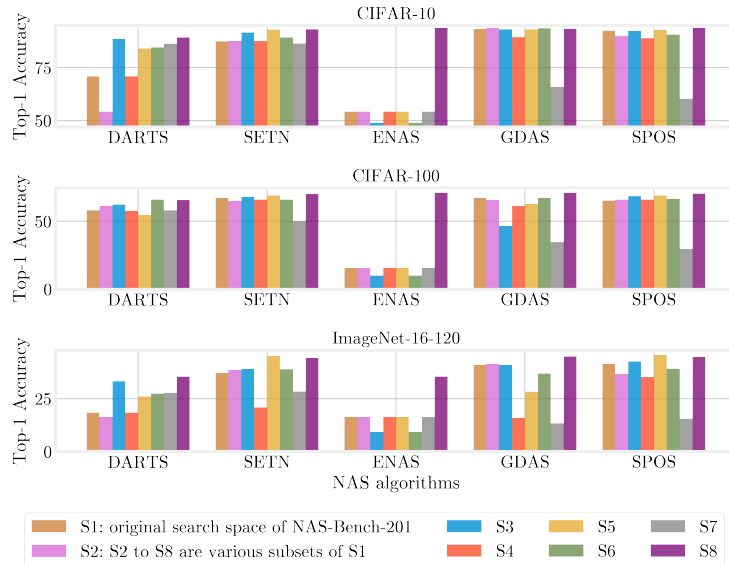 CIFAR-10
Top-1 Accuracy
75
50
DARTS SETN ENAS GDAS SPOS
CIFAR-100
Top-1 Accuracy
50
0
DARTS SETN ENAS GDAS SPOS
ImageNet-16-120
Top-1 Accuracy
25
0
DARTS SETN ENAS GDAS SPOS
NAS algorithms
S1: original search space of NAS-Bench-201 S3 S5 S7
S2: S2 to S8 are various subsets of S1 S4 S6 S8